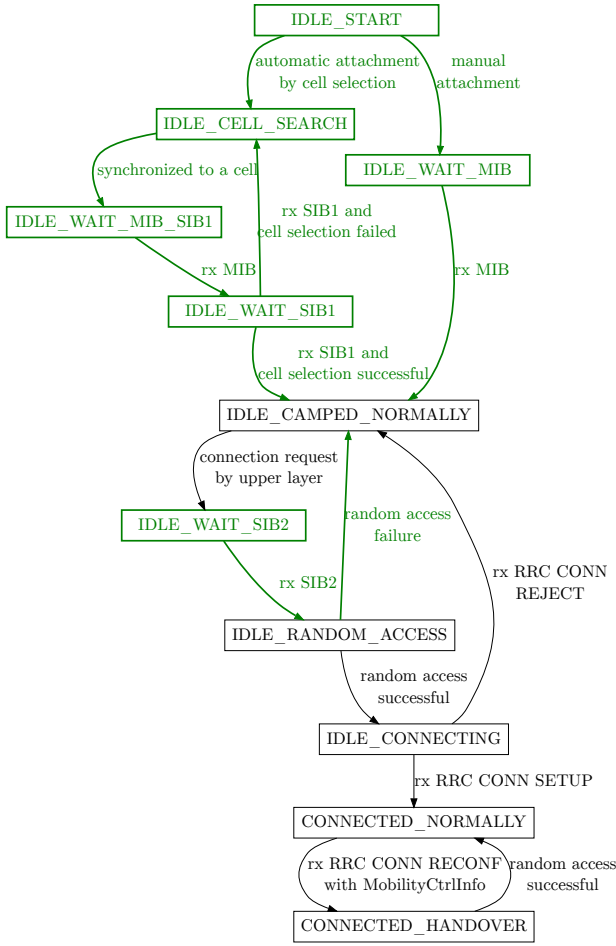 IDLE_START
automatic attachment
by cell selection
manual
attachment
IDLE_CELL_SEARCH
IDLE_WAIT_MIB
synchronized to a cell
IDLE_WAIT_MIB_SIB1
rx SIB1 and
cell selection failed
rx MIB
rx MIB
IDLE_WAIT_SIB1
rx SIB1 and
cell selection successful
IDLE_CAMPED_NORMALLY
connection request
by upper layer
IDLE_WAIT_SIB2
random access
failure
rx SIB2
rx RRC CONN
REJECT
IDLE_RANDOM_ACCESS
random access
successful
IDLE_CONNECTING
rx RRC CONN SETUP
CONNECTED_NORMALLY
rx RRC CONN RECONF
with MobilityCtrlInfo
random access
successful
CONNECTED_HANDOVER